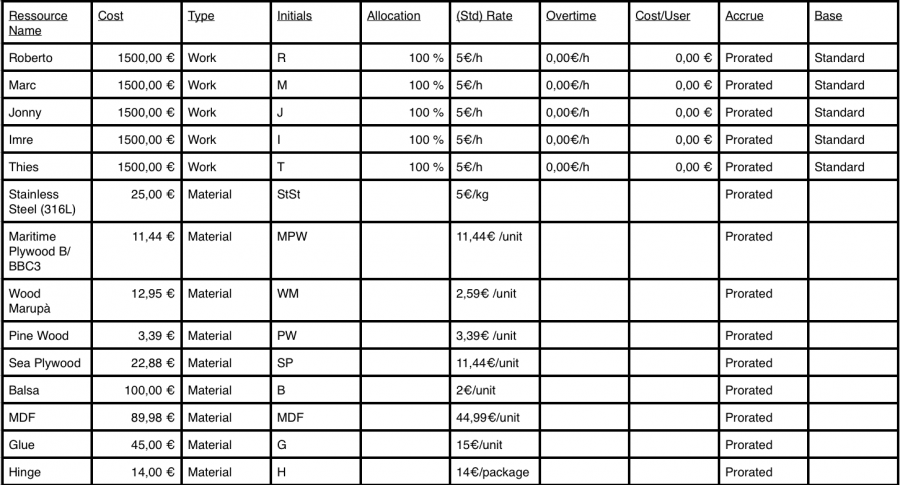 Ressource Name Cost Type Initials Allocation (Std) Rate Overtime Cost/User Accrue Base
Roberto 1500,00 € Work R 100 % 5€/h 0,00€/h 0,00 € Prorated Standard
Marc 1500,00 € Work M 100 % 5€/h 0,00€/h 0,00 € Prorated Standard
Jonny 1500,00 € Work J 100 % 5€/h 0,00€/h 0,00 € Prorated Standard
Imre 1500,00 € Work I 100 % 5€/h 0,00€/h 0,00 € Prorated Standard
Thies 1500,00 € Work T 100 % 5€/h 0,00€/h 0,00 € Prorated Standard
Stainless Steel (316L) 25,00 € Material StSt 5€/kg Prorated
Maritime Plywood B/ BBC3 11,44 € Material MPW 11,44€ /unit Prorated
Wood Marupà 12,95 € Material WM 2,59€ /unit Prorated
Pine Wood 3,39 € Material PW 3,39€ /unit Prorated
Sea Plywood 22,88 € Material SP 11,44€/unit Prorated
Balsa 100,00 € Material B 2€/unit Prorated
MDF 89,98 € Material MDF 44,99€/unit Prorated
Glue 45,00 € Material G 15€/unit Prorated
Hinge 14,00 € Material H 14€/package Prorated